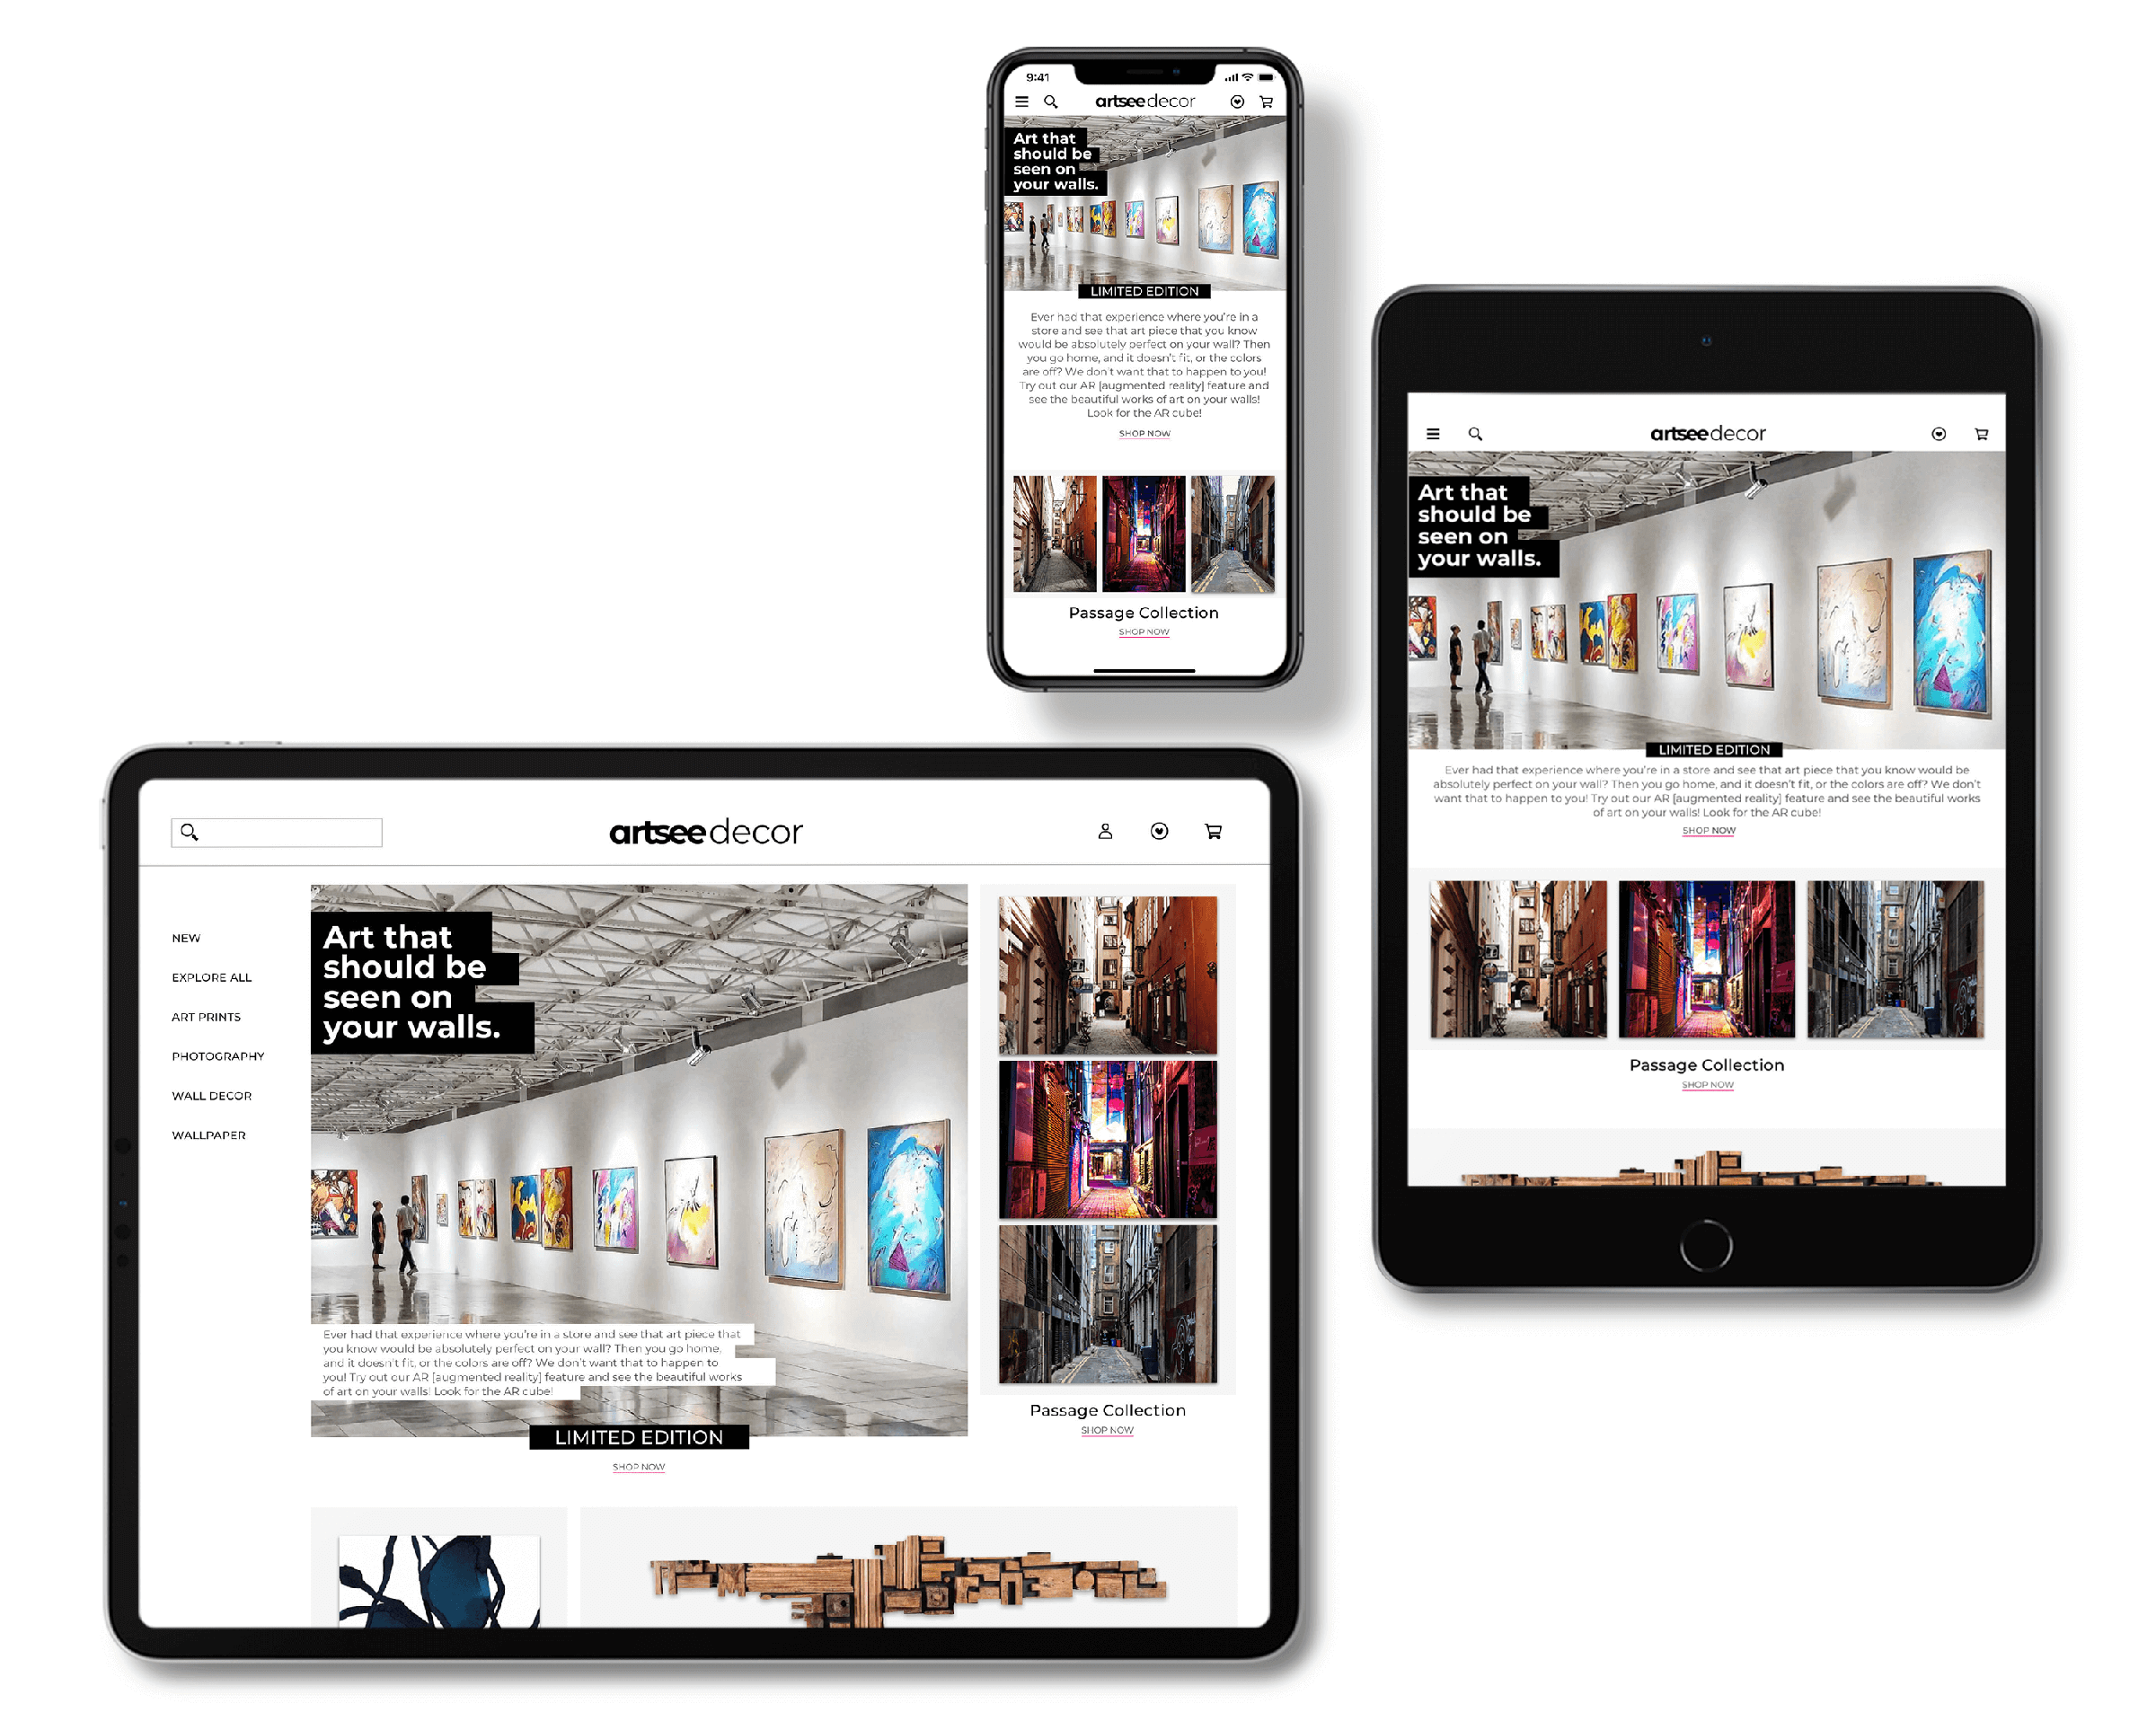 9:41
artseedecor
Art that
should be
seen on
your walls.
LIMITED EDITION
Ever had that experience where you're in a
store and see that art piece that you know
would be absolutely perfect on your wall? Then
you go home, and it doesn't fit, or the colors
are off? We don't want that to happen to you!
Try out our AR [augmented reality] feature and
see the beautiful works of art on your walls!
Look for the AR cube!
SHOP NOW
Passage Collection
SHOP NOW
artseedecor
Art that
should be
seen on
your walls.
LIMITED EDITION
Ever had that experience where you're in a store and see that art piece that you know would be
absolutely perfect on your wall? Then you go home, and it doesn't fit, or the colors are off? We don't
want that to happen to you! Try out our AR [augmented reality] feature and see the beautiful works
of art on your walls! Look for the AR cube!
SHOP NOW
Passage Collection
SHOP NOW
artseedecor
NEW
EXPLORE ALL
ART PRINTS
PHOTOGRAPHY
WALL DECOR
WALLPAPER
Art that
should be
seen on
your walls.
Ever had that experience where you're in a store and see that art piece that
you know would be absolutely perfect on your wall? Then you go home,
and it doesn't fit, or the colors are off? We don't want that to happen to
you! Try out our AR [augmented reality] feature and see the beautiful works
of art on your walls! Look for the AR cube!
LIMITED EDITION
SHOP NOW
Passage Collection
SHOP NOW